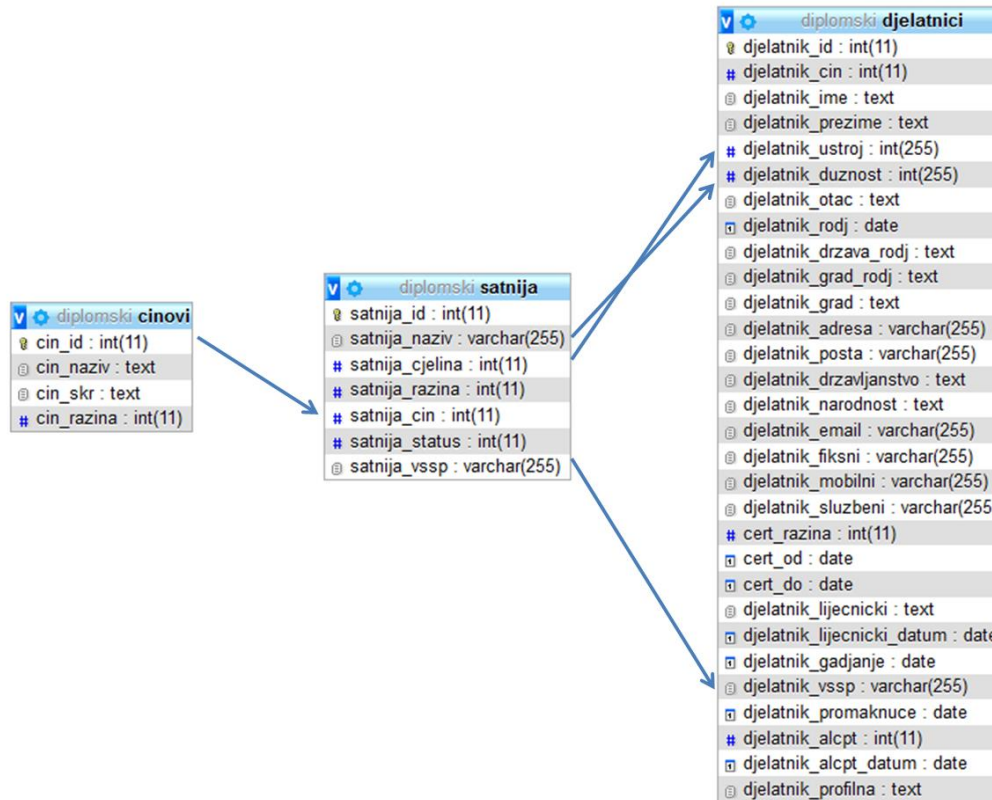 diplomski cinovi
cin_id : int(11)
cin_naziv : text
cin_skr : text
cin_razina : int(11)
diplomski satnija
satnija_id : int(11)
satnija_naziv : varchar(255)
satnija_cjelina : int(11)
satnija_razina : int(11)
satnija_cin : int(11)
satnija_status : int(11)
satnija_vssp : varchar(255)
diplomski djelatnici
djelatnik_id : int(11)
djelatnik_cin : int(11)
djelatnik_ime : text
djelatnik_prezime : text
djelatnik_ustroj : int(255)
djelatnik_duznost : int(255)
djelatnik_otac : text
djelatnik_rodj : date
djelatnik_drzava_rodj : text
djelatnik_grad_rodj : text
djelatnik_grad : text
djelatnik_adresa : varchar(255)
djelatnik_posta : varchar(255)
djelatnik_drzavljanstvo : text
djelatnik_narodnost : text
djelatnik_email : varchar(255)
djelatnik_fiksni : varchar(255)
djelatnik_mobilni : varchar(255)
djelatnik_sluzbeni : varchar(255
cert_razina : int(11)
cert_od : date
cert_do : date
djelatnik_lijecnicki : text
djelatnik_lijecnicki_datum : date
djelatnik_gadjanje : date
djelatnik_vssp : varchar(255)
djelatnik_promaknuce : date
djelatnik_alcpt : int(11)
djelatnik_alcpt_datum : date
djelatnik_profilna : text